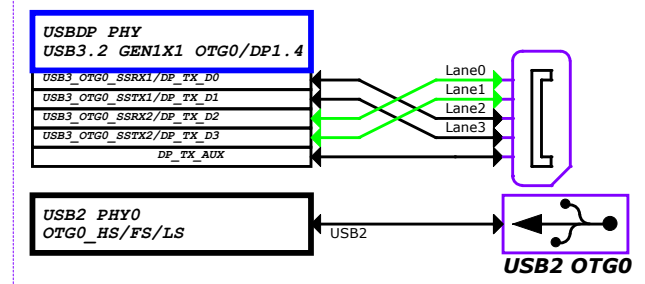 USBDP PHY
USB3.2 GEN1X1 OTG0/DP1.4
USB3_OTG0_SSRX1/DP_TX_D0
USB3_OTG0_SSTX1/DP_TX_D1
USB3_OTG0_SSRX2/DP_TX_D2
USB3_OTG0_SSTX2/DP_TX_D3
DP_TX_AUX
Lane0
Lane1
Lane2
Lane3
USB2 PHY0
OTG0_HS/FS/LS
USB2
USB2 OTG0